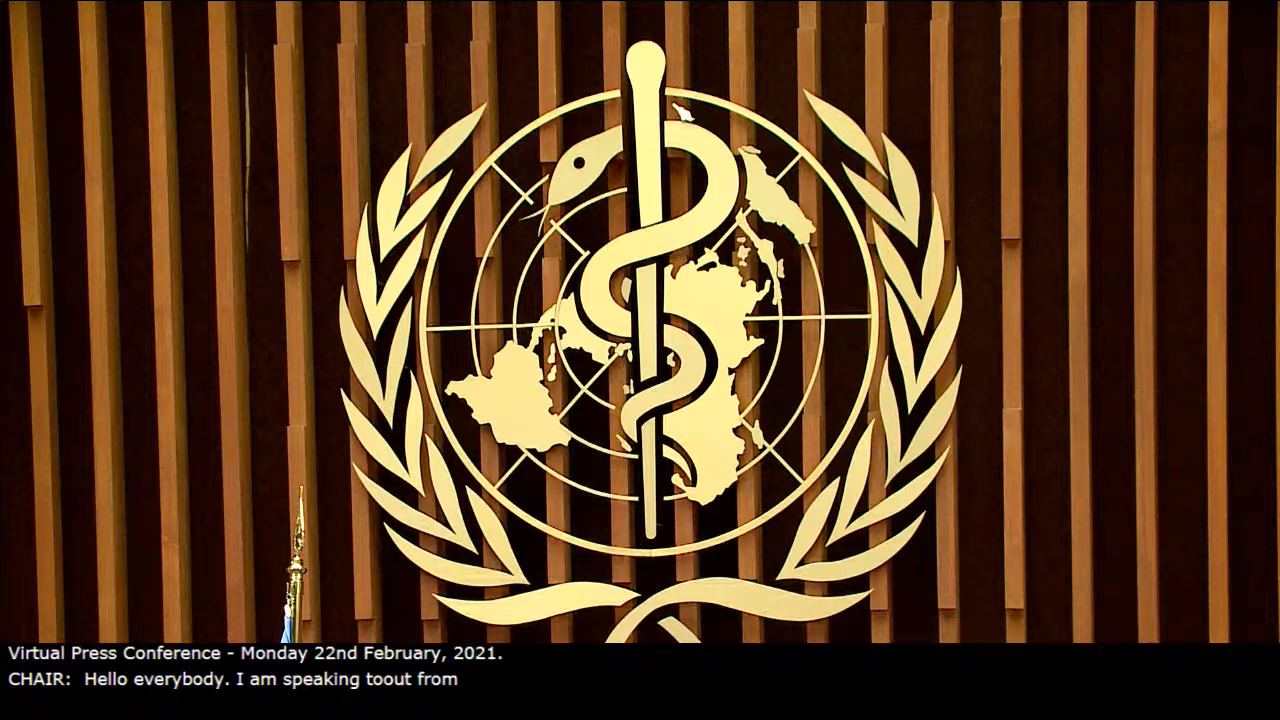 Virtual Press Conference - Monday 22nd February, 2021.
CHAIR:  Hello everybody. I am speaking toout from